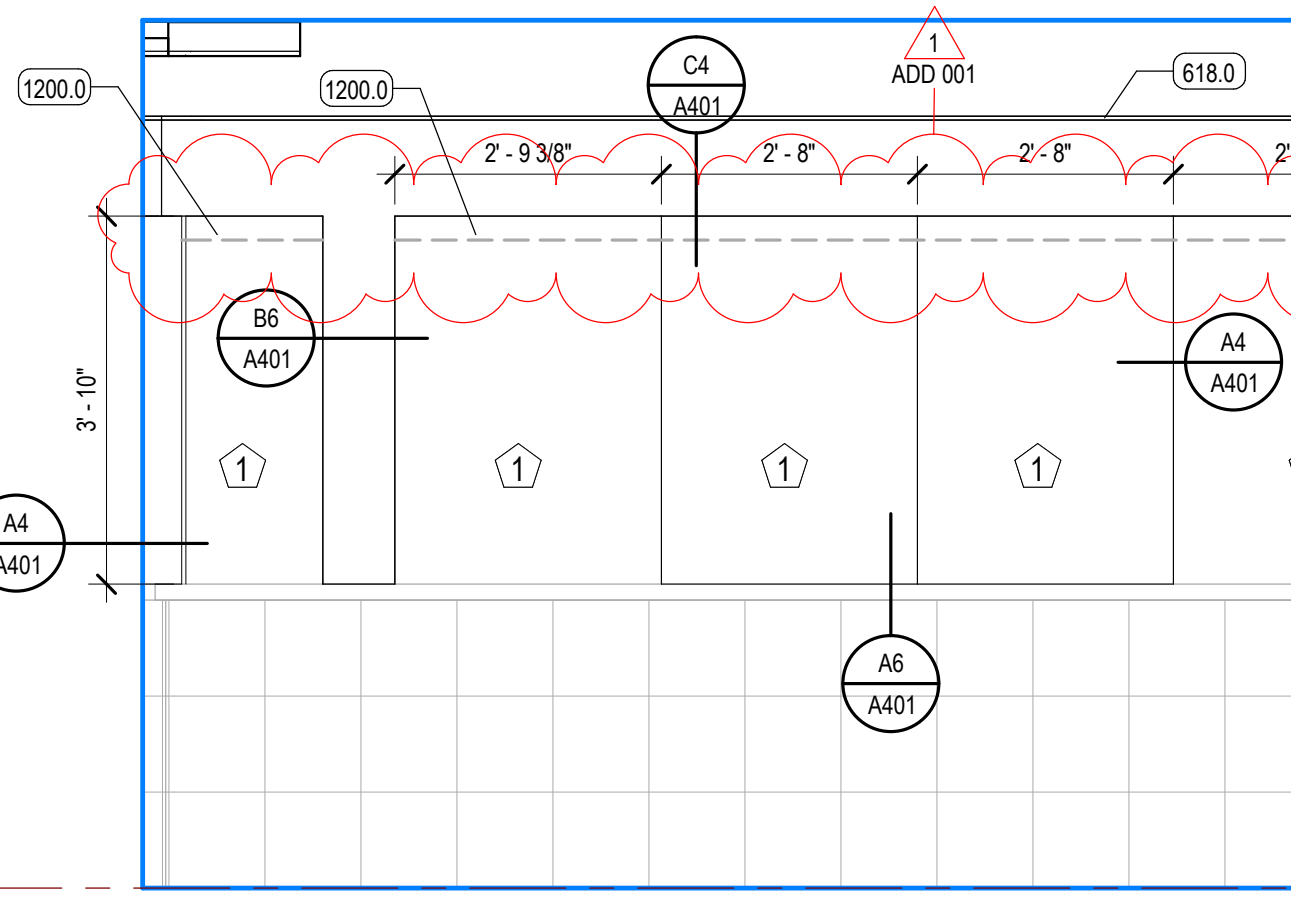 1
ADD 001
C4
A401
618.0
1200.0
1200.0
2' - 9 3/8"
2' - 8"
2' - 8"
2'
B6
A401
A4
A401
3' - 10"
1
1
1
1
A4
A401
A6
A401